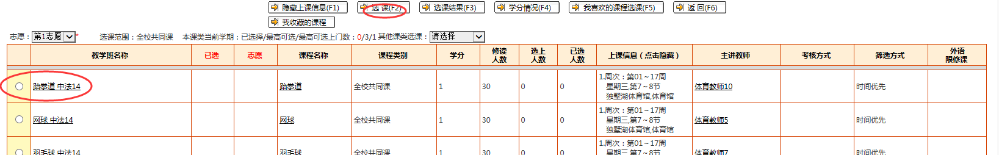 隐藏上课信息(F1) 选 课(F2) 选课结果(F3) 学分情况(F4) 我喜欢的课程选课(F5) 返 回(F6)
我收藏的课程
志愿：第1志愿* 选课范围：全校共同课 本课类当前学期：已选择/最高可选/最高可选上门数：0/3/1 其他课类选课：请选择
教学班名称 已选 志愿 课程名称 课程类别 学分 修读人数 选上人数 已选人数 上课信息（点击隐藏） 主讲教师 考核方式 筛选方式 外语限修课
跆拳道 中法14 跆拳道 全校共同课 1 30 0 0 1.周次：第01～17周 体育教师10 时间优先
星期三,第7～8节
独墅湖体育馆,体育馆
网球 中法14 网球 全校共同课 1 30 0 0 1.周次：第01～17周 体育教师5 时间优先
星期三,第7～8节
独墅湖体育馆,体育馆
羽毛球 中法14 羽毛球 全校共同课 1 30 0 0 1.周次：第01～17周 体育教师7 时间优先
星期三,第7～8节